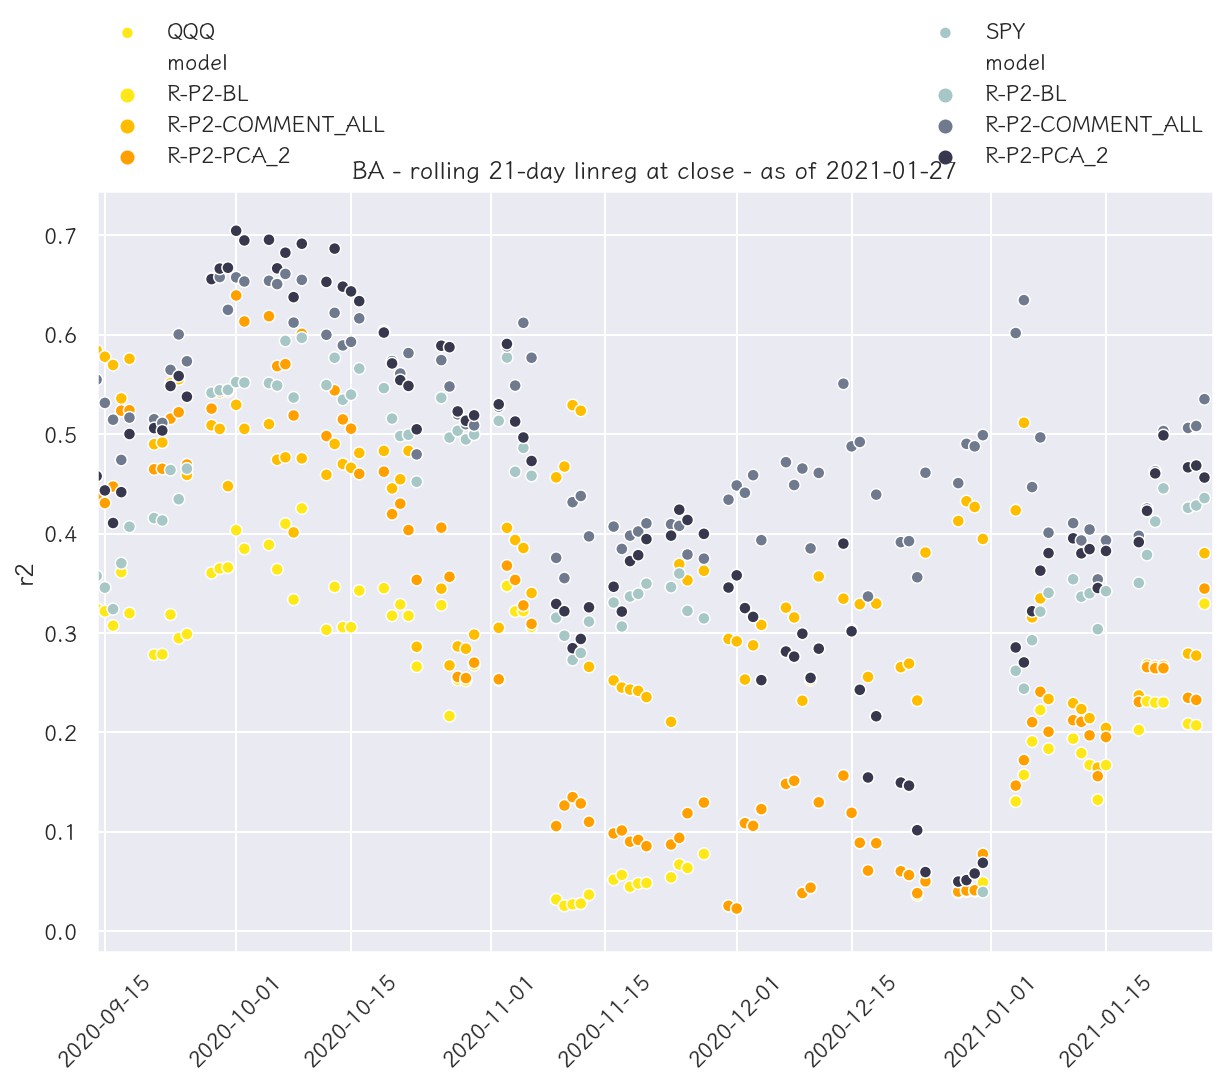 QQQ
model
R-P2-BL
R-P2-COMMENT_ALL
R-P2-PCA_2
SPY
model
R-P2-BL
R-P2-COMMENT_ALL
R-P2-PCA_2
BA - rolling 21-day linreg at close - as of 2021-01-27
0.7
0.6
0.5
0.4
0.3
0.2
0.1
0.0
r2
2020-09-15
2020-10-01
2020-10-15
2020-11-01
2020-11-15
2020-12-01
2020-12-15
2021-01-01
2021-01-15